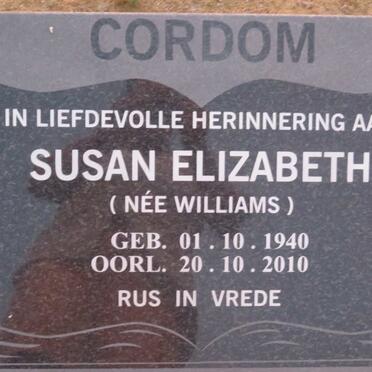 CORDOM
IN LIEFDEVOLLE HERINNERING AA
SUSAN ELIZABETH
( NÉE WILLIAMS )
GEB. 01 . 10 . 1940
OORL. 20 . 10 . 2010
RUS IN VREDE